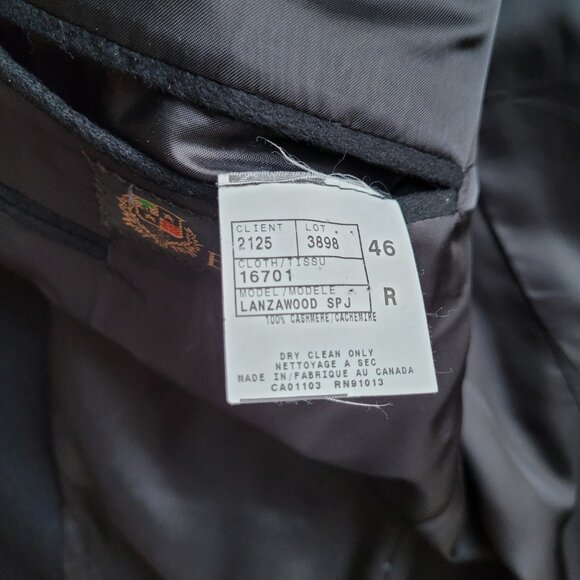 CLIENT LOT
2125 3898 46
CLOTH/TISSU
16701
MODEL/MODELE
LANZAWOOD SPJ R
100% CASHMERE/CACHEMIRE
DRY CLEAN ONLY
NETTOYAGE A SEC
MADE IN/FABRIQUE AU CANADA
CA01103 RN91013